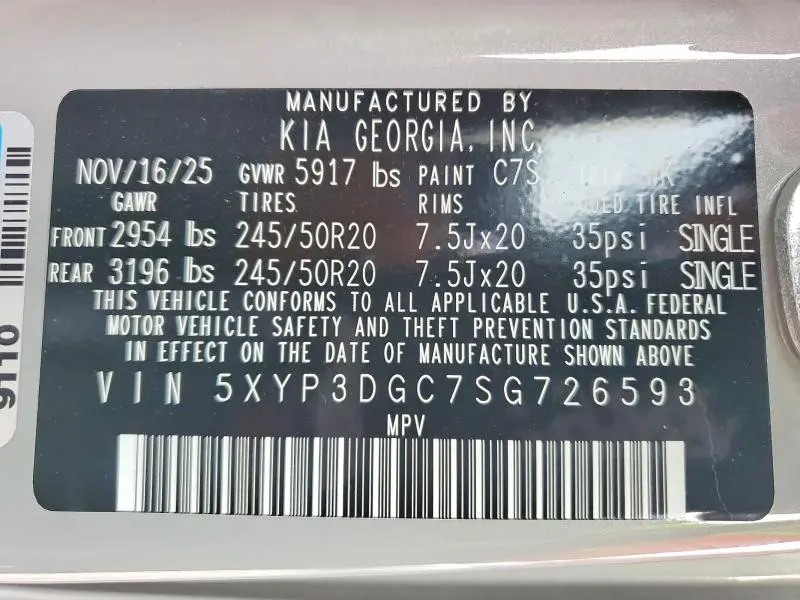 MANUFACTURED BY
KIA GEORGIA, INC.
NOV/16/25 GVWR 5917 lbs PAINT C7S TRIM
GAWR TIRES RIMS COLD TIRE INFL
FRONT 2954 lbs 245/50R20 7.5Jx20 35psi SINGLE
REAR 3196 lbs 245/50R20 7.5Jx20 35psi SINGLE
THIS VEHICLE CONFORMS TO ALL APPLICABLE U.S.A. FEDERAL
MOTOR VEHICLE SAFETY AND THEFT PREVENTION STANDARDS
IN EFFECT ON THE DATE OF MANUFACTURE SHOWN ABOVE
VIN 5XYP3DGC7SG726593
MPV